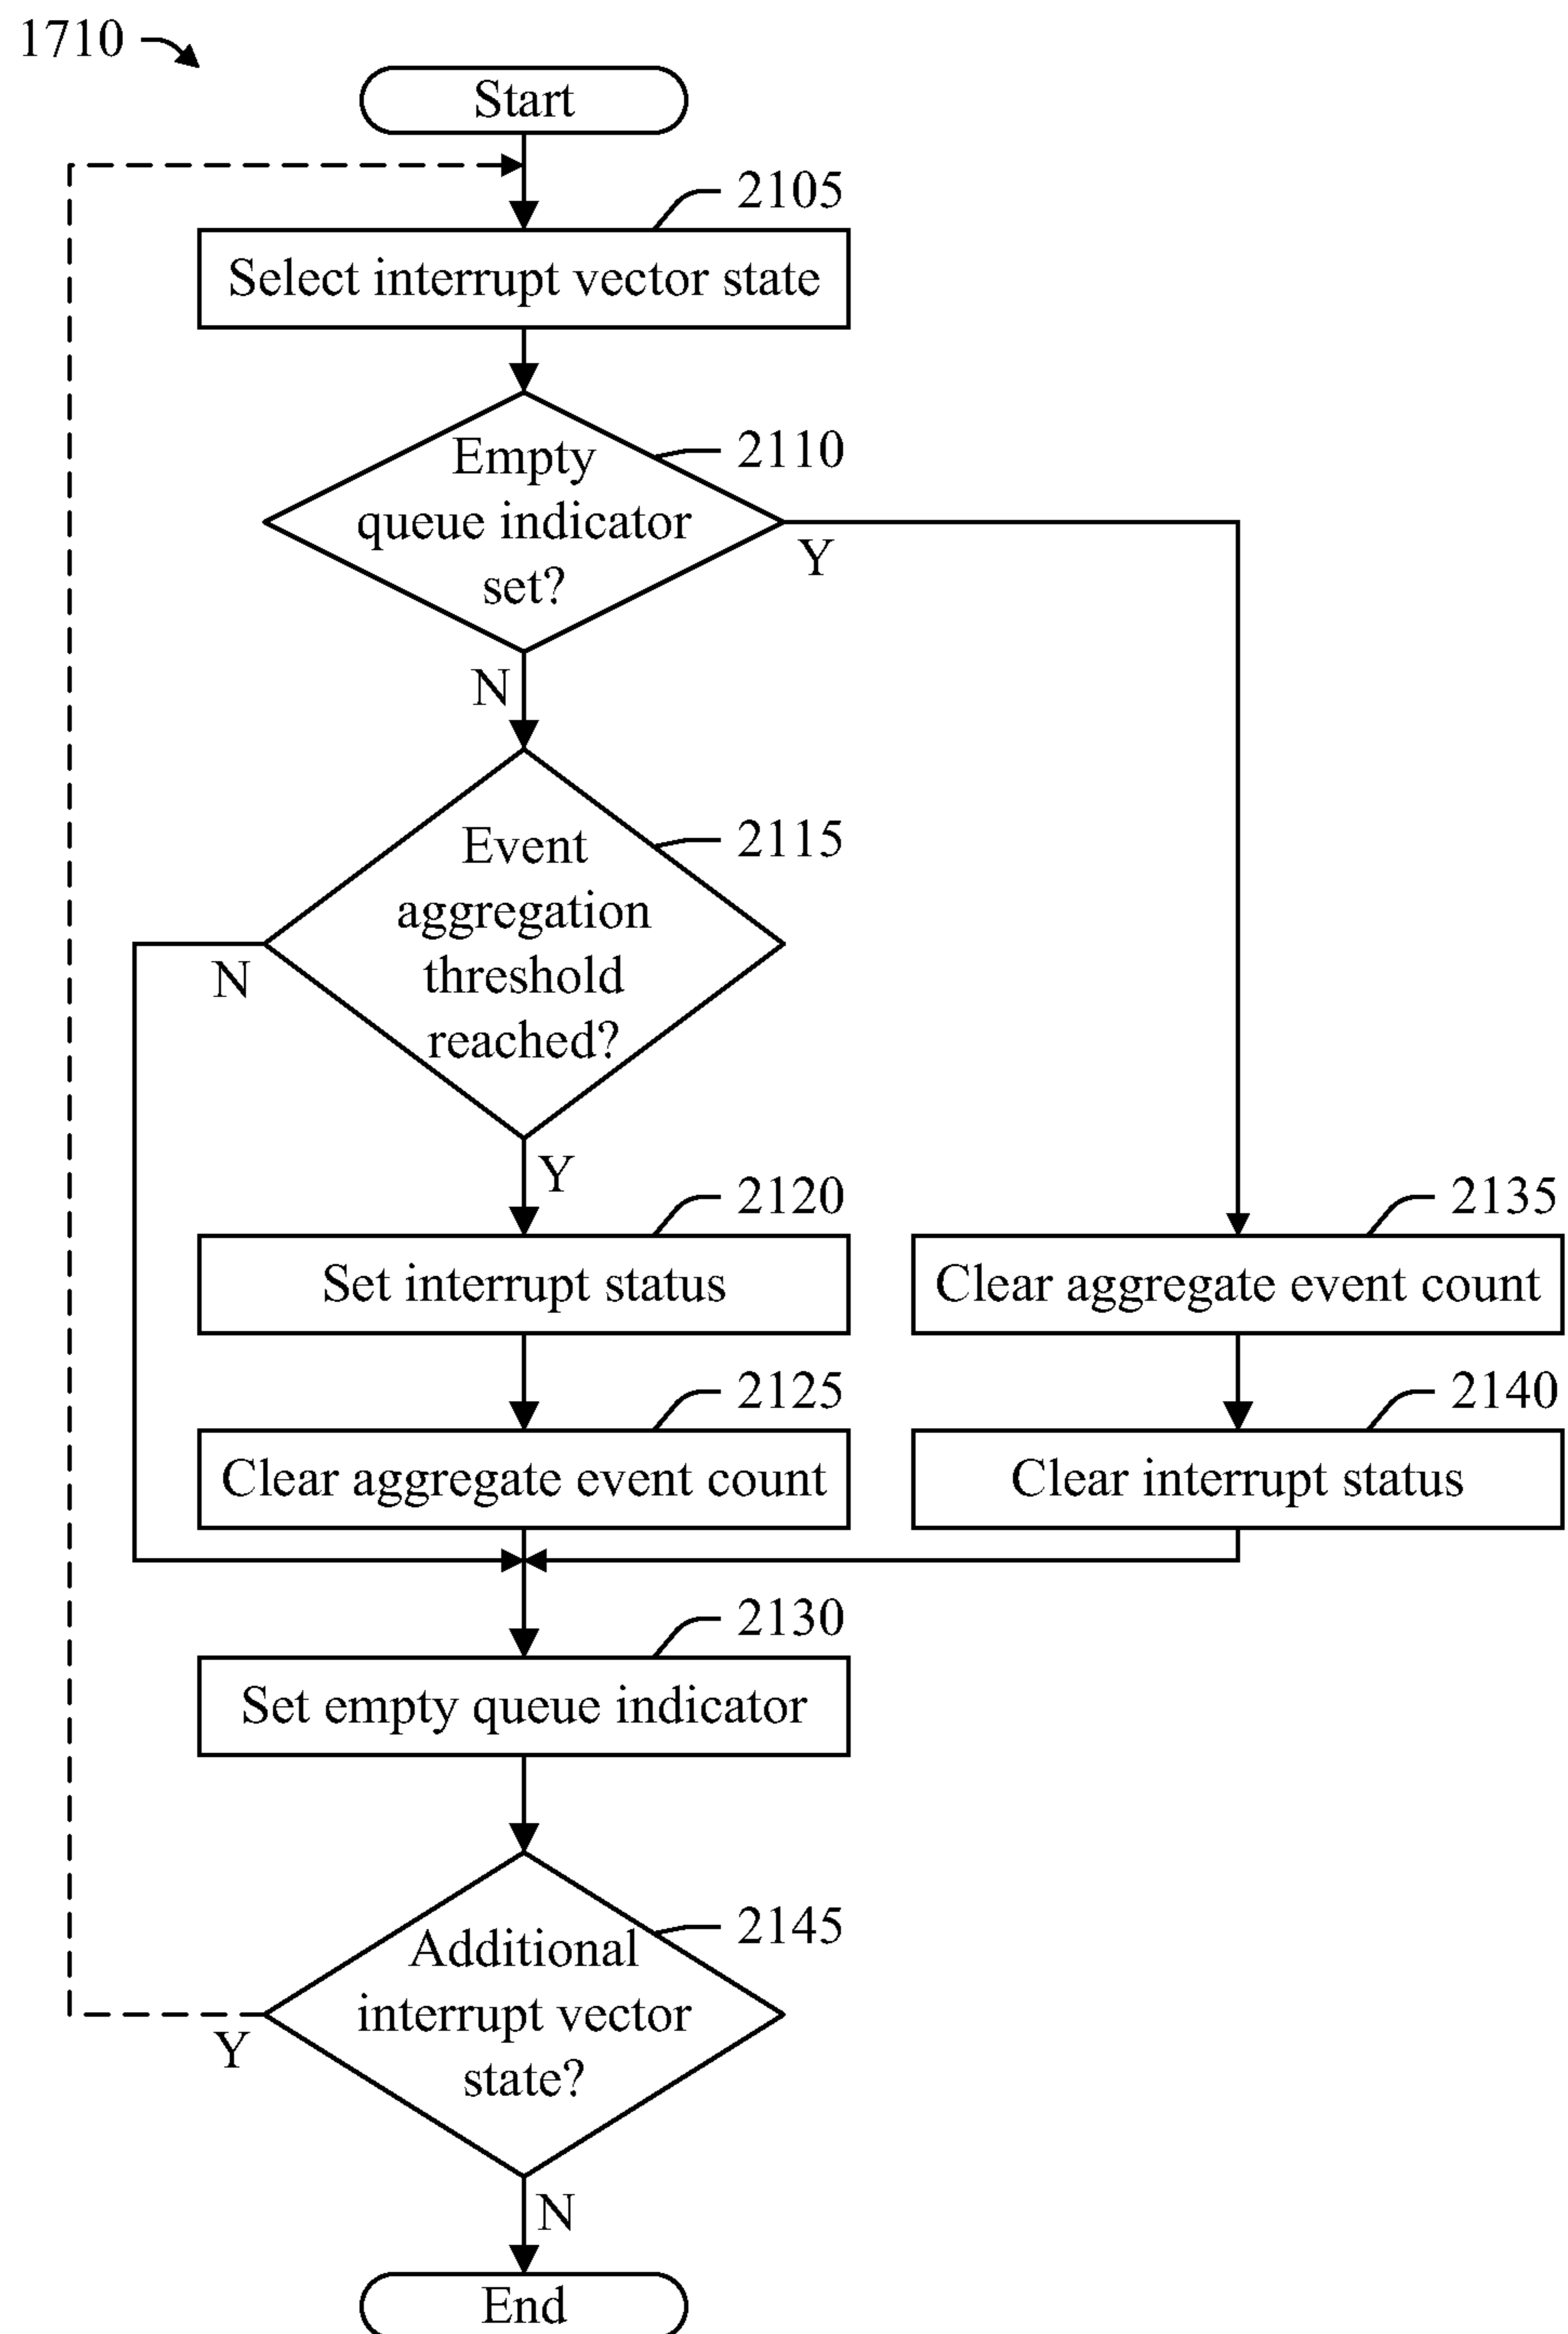 1710
Start
2105
Select interrupt vector state
2110
Empty
queue indicator
set?
Y
N
2115
Event
aggregation
threshold
reached?
N
Y
2120
2135
Set interrupt status
Clear aggregate event count
2125
2140
Clear aggregate event count
Clear interrupt status
2130
Set empty queue indicator
2145
Additional
interrupt vector
state?
Y
N
End